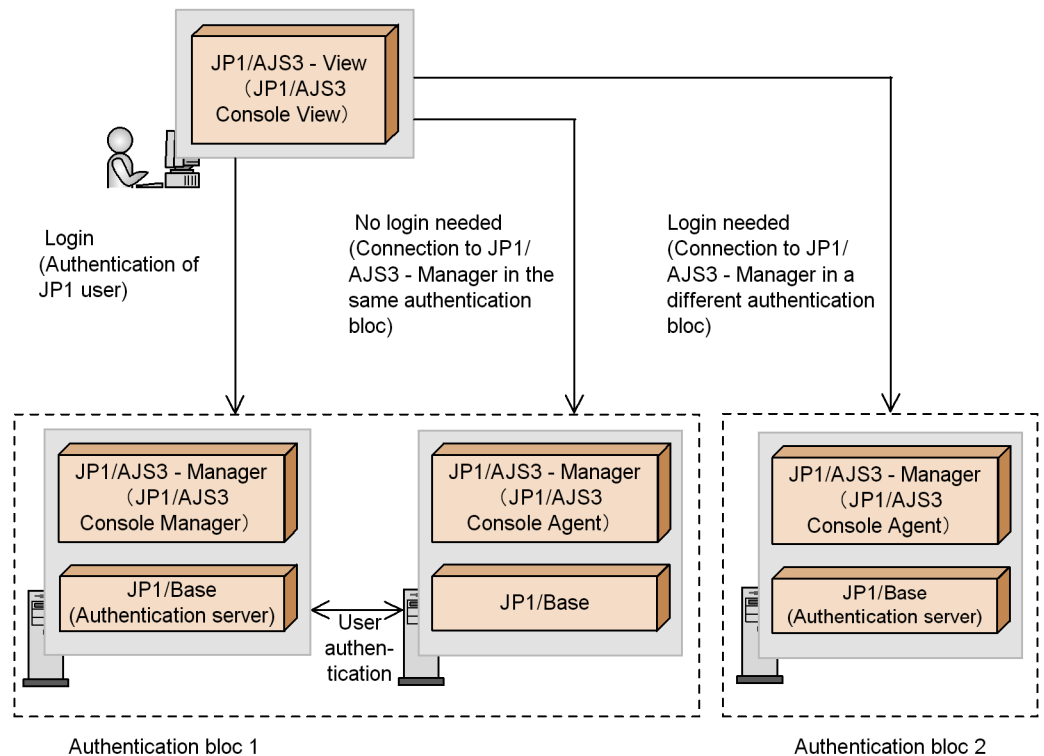 JP1/AJS3 - View
（JP1/AJS3
Console View）
Login
(Authentication of
JP1 user)
No login needed
(Connection to JP1/
AJS3 - Manager in the
same authentication
bloc)
Login needed
(Connection to JP1/
AJS3 - Manager in a
different authentication
bloc)
JP1/AJS3 - Manager
（JP1/AJS3
Console Manager）
JP1/Base
(Authentication server)
User
authen-
tication
JP1/AJS3 - Manager
（JP1/AJS3
Console Agent）
JP1/Base
JP1/AJS3 - Manager
（JP1/AJS3
Console Agent）
JP1/Base
(Authentication server)
Authentication bloc 1
Authentication bloc 2